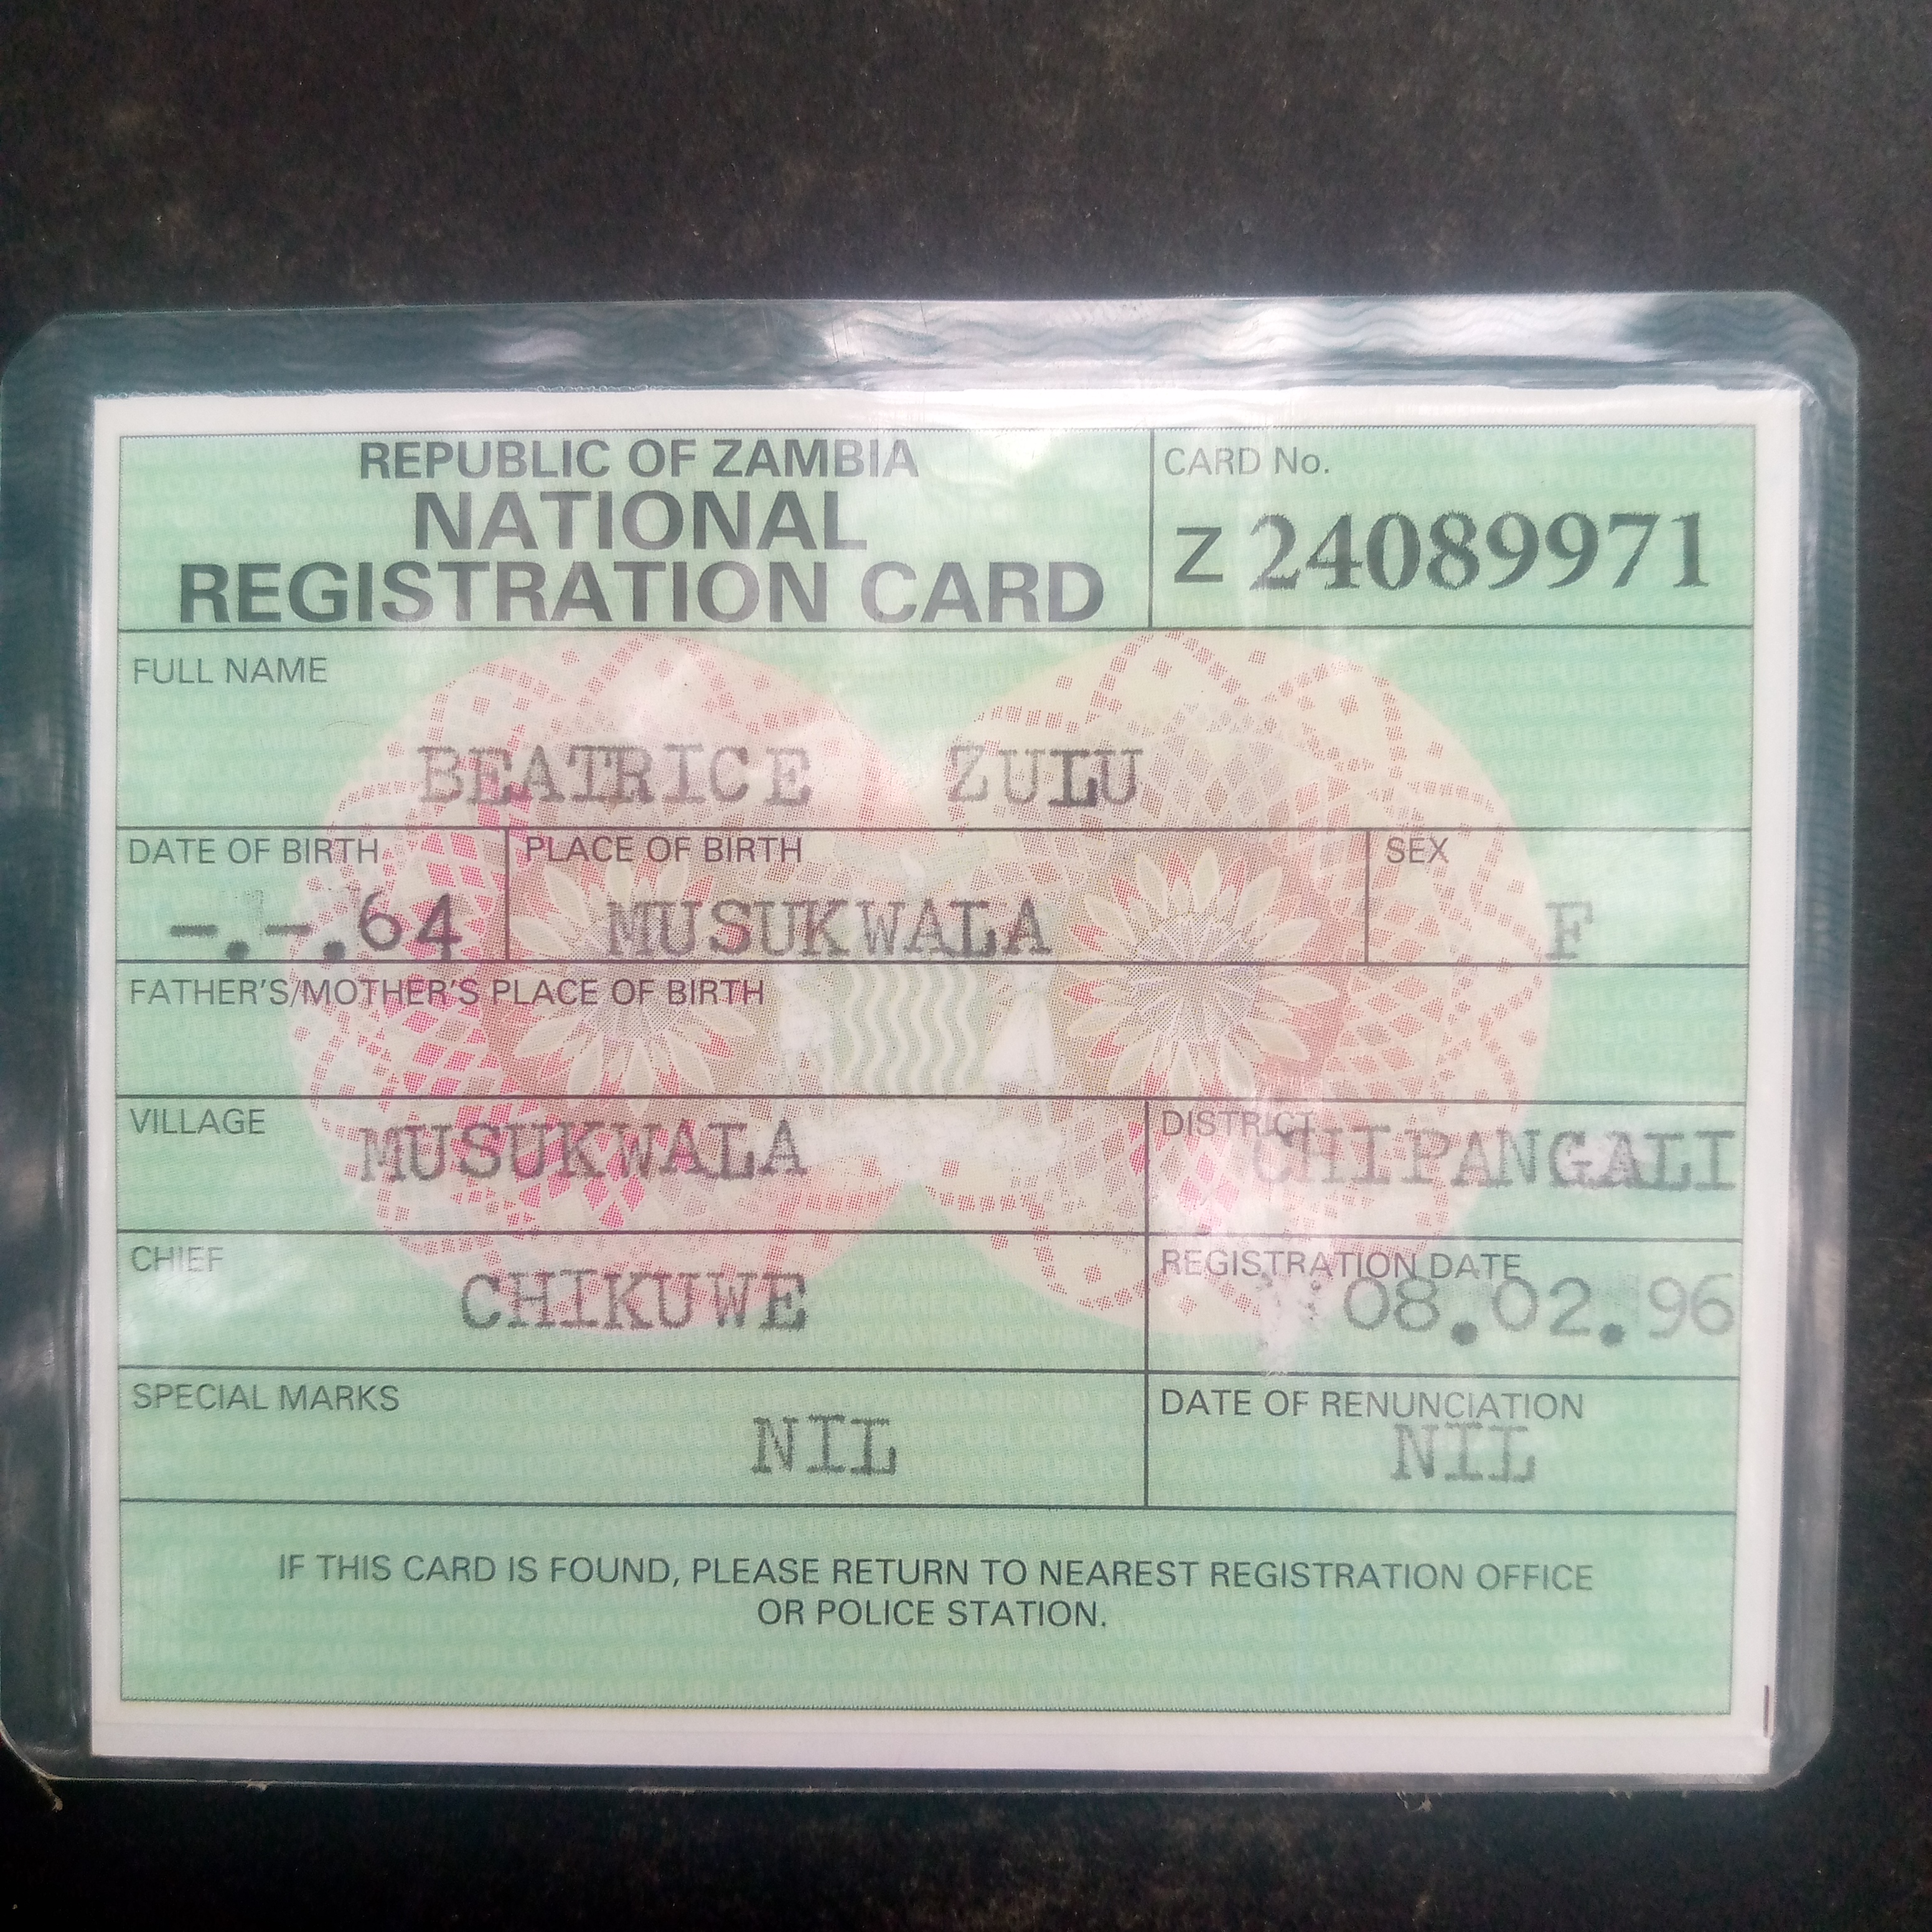 REPUBLIC OF ZAMBIA
NATIONAL
REGISTRATION CARD
CARD No.
Z 24089971
FULL NAME
BEATRICE ZULU
DATE OF BIRTH
-.-.64
PLACE OF BIRTH
MUSUKWALA
SEX
F
FATHER'S/MOTHER'S PLACE OF BIRTH
VILLAGE
MUSUKWALA
DISTRICT
CHIPANGALI
CHIEF
CHIKUWE
REGISTRATION DATE
08.02.96
SPECIAL MARKS
NIL
DATE OF RENUNCIATION
NIL
IF THIS CARD IS FOUND, PLEASE RETURN TO NEAREST REGISTRATION OFFICE
OR POLICE STATION.